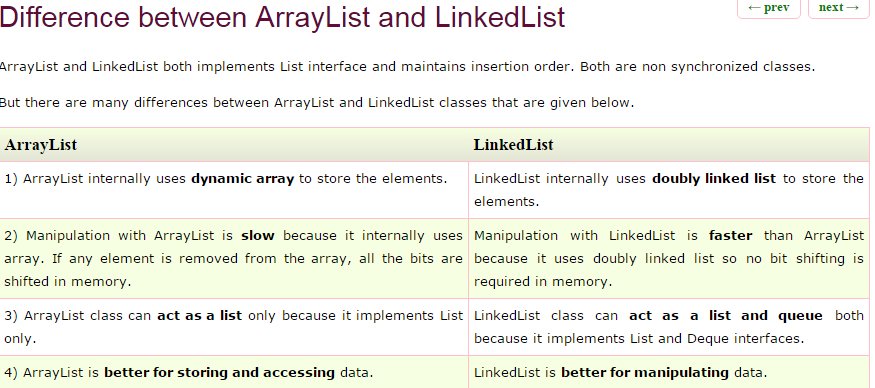 Difference between ArrayList and LinkedList
← prev next →
ArrayList and LinkedList both implements List interface and maintains insertion order. Both are non synchronized classes.
But there are many differences between ArrayList and LinkedList classes that are given below.
ArrayList
LinkedList
1) ArrayList internally uses dynamic array to store the elements.
LinkedList internally uses doubly linked list to store the
elements.
2) Manipulation with ArrayList is slow because it internally uses
array. If any element is removed from the array, all the bits are
shifted in memory.
Manipulation with LinkedList is faster than ArrayList
because it uses doubly linked list so no bit shifting is
required in memory.
3) ArrayList class can act as a list only because it implements List
only.
LinkedList class can act as a list and queue both
because it implements List and Deque interfaces.
4) ArrayList is better for storing and accessing data.
LinkedList is better for manipulating data.